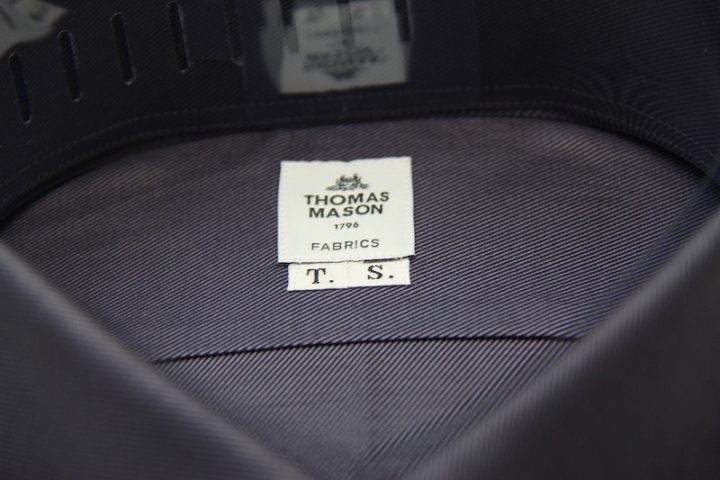 THOMAS
MASON
1796
FABRICS
T. S.